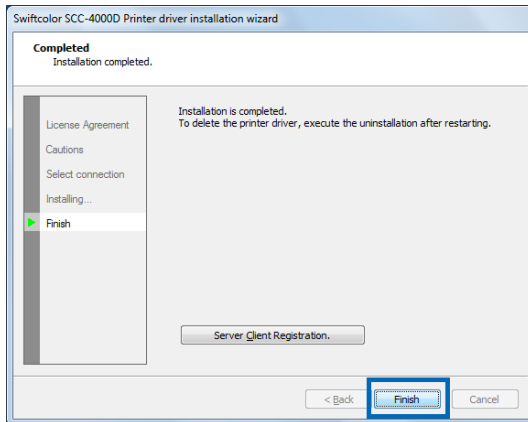 Swiftcolor SCC-4000D Printer driver installation wizard
Completed
Installation completed.
License Agreement
Cautions
Select connection
Installing...
Finish
Installation is completed.
To delete the printer driver, execute the uninstallation after restarting.
Server Client Registration.
< Back
Finish
Cancel